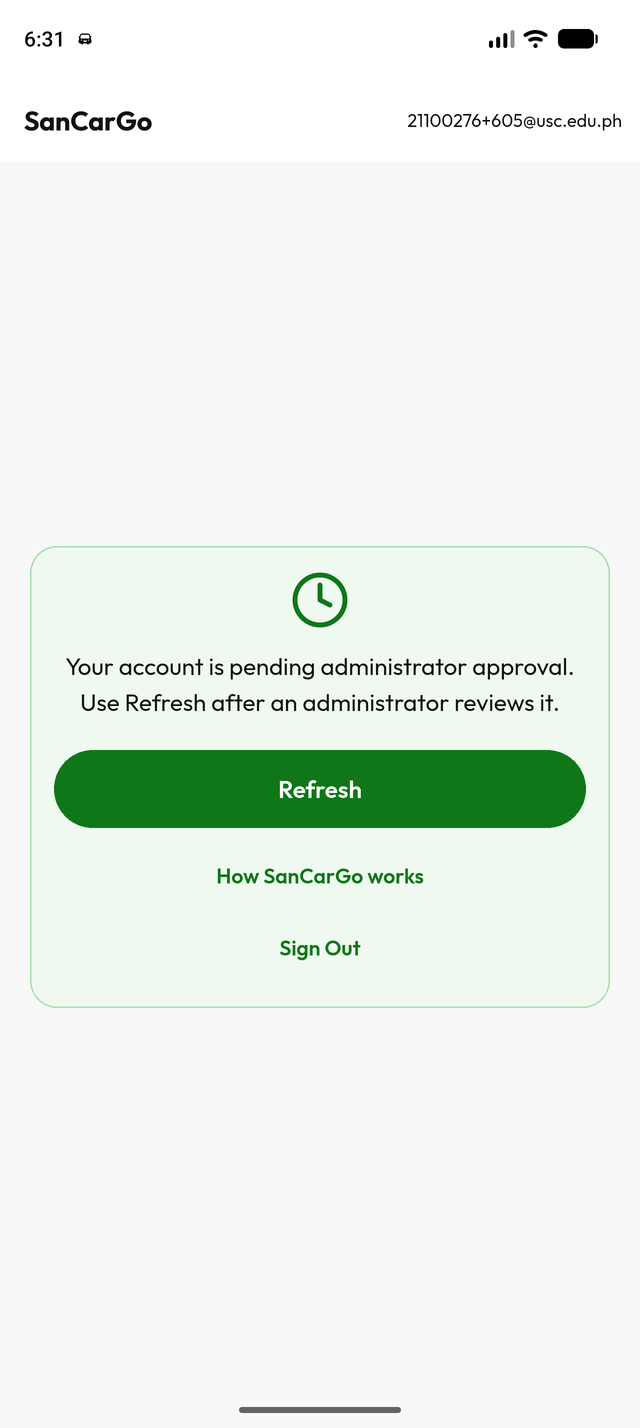 6:31
SanCarGo
21100276+605@usc.edu.ph
Your account is pending administrator approval.
Use Refresh after an administrator reviews it.
Refresh
How SanCarGo works
Sign Out